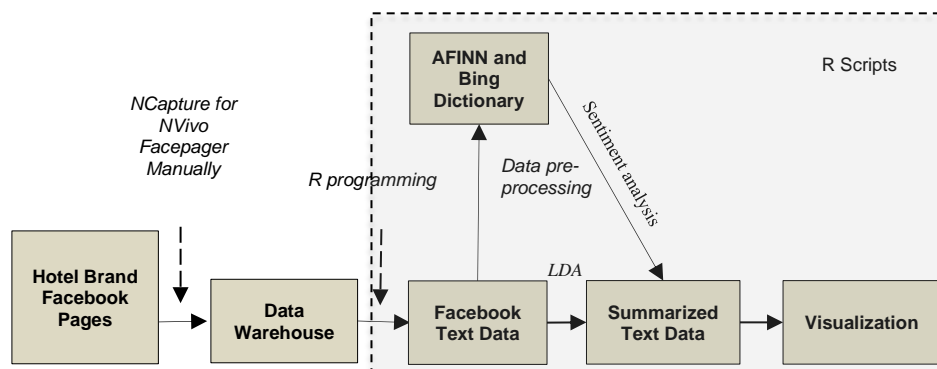 AFINN and
Bing
Dictionary
R Scripts
NCapture for
NVivo
Facepager
Manually
R programming
Data pre-
processing
Sentiment analysis
Hotel Brand
Facebook
Pages
Data
Warehouse
Facebook
Text Data
LDA
Summarized
Text Data
Visualization